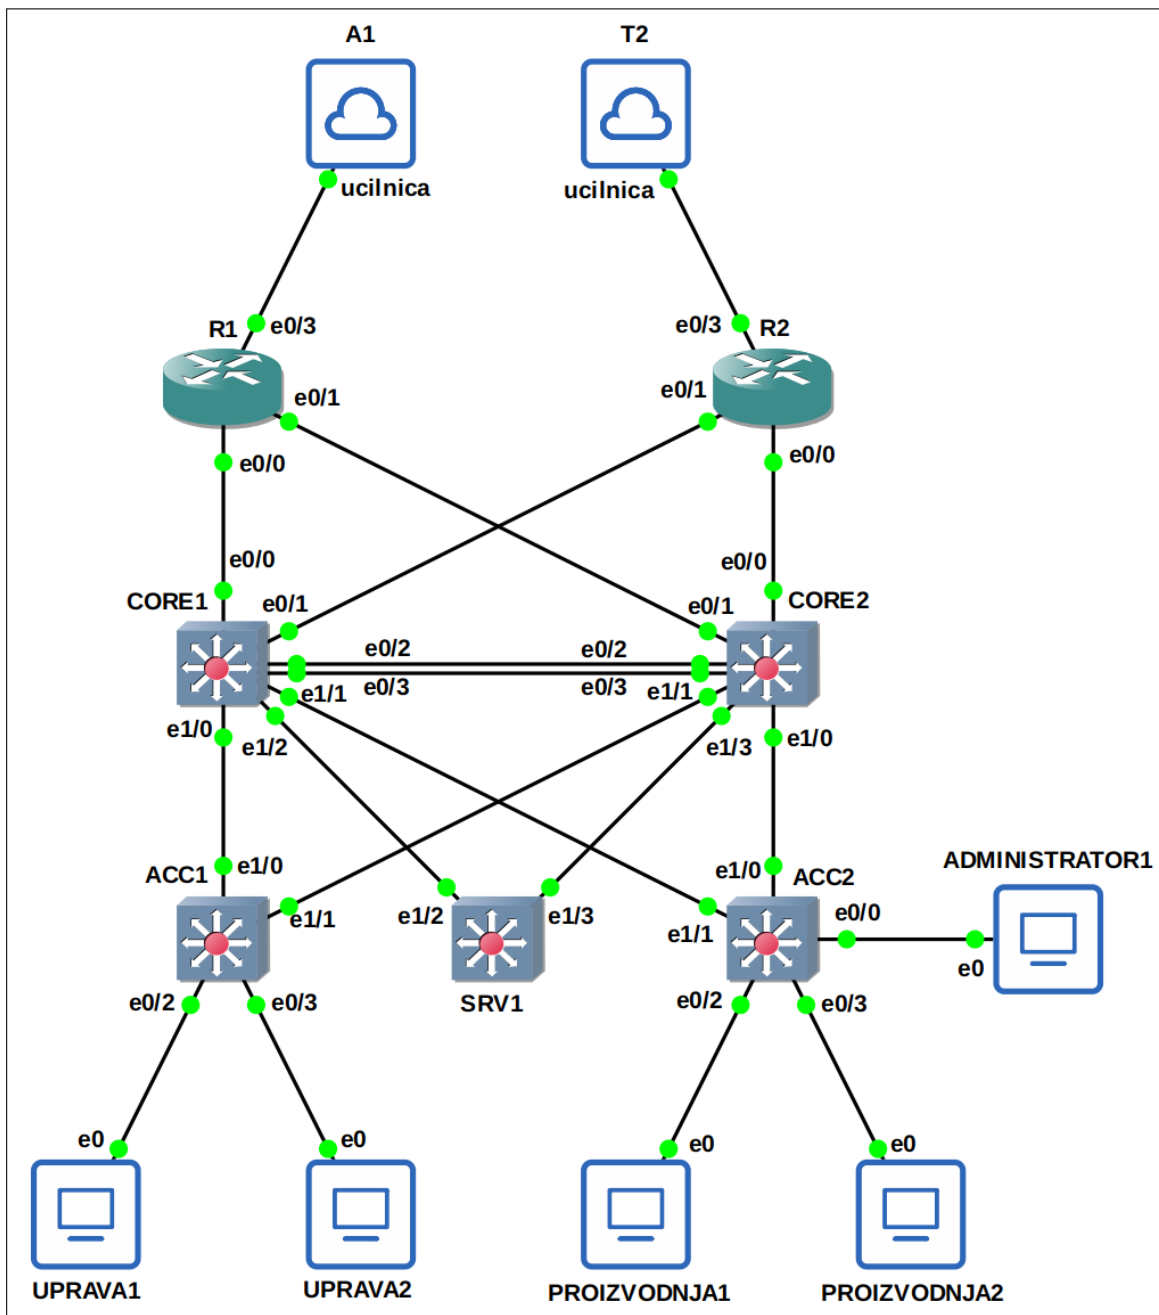 A1
T2
ucilnica
ucilnica
R1
e0/3
e0/3
R2
e0/1
e0/1
e0/0
e0/0
e0/0
e0/0
CORE1
e0/1
e0/1
CORE2
e0/2
e0/2
e0/3
e0/3
e1/1
e1/1
e1/0
e1/2
e1/3
e1/0
e1/0
e1/0
ACC1
ACC2
ADMINISTRATOR1
e1/1
e1/2
e1/3
e1/1
e0/0
e0
SRV1
e0/2
e0/3
e0/2
e0/3
e0
e0
e0
e0
UPRAVA1
UPRAVA2
PROIZVODNJA1
PROIZVODNJA2